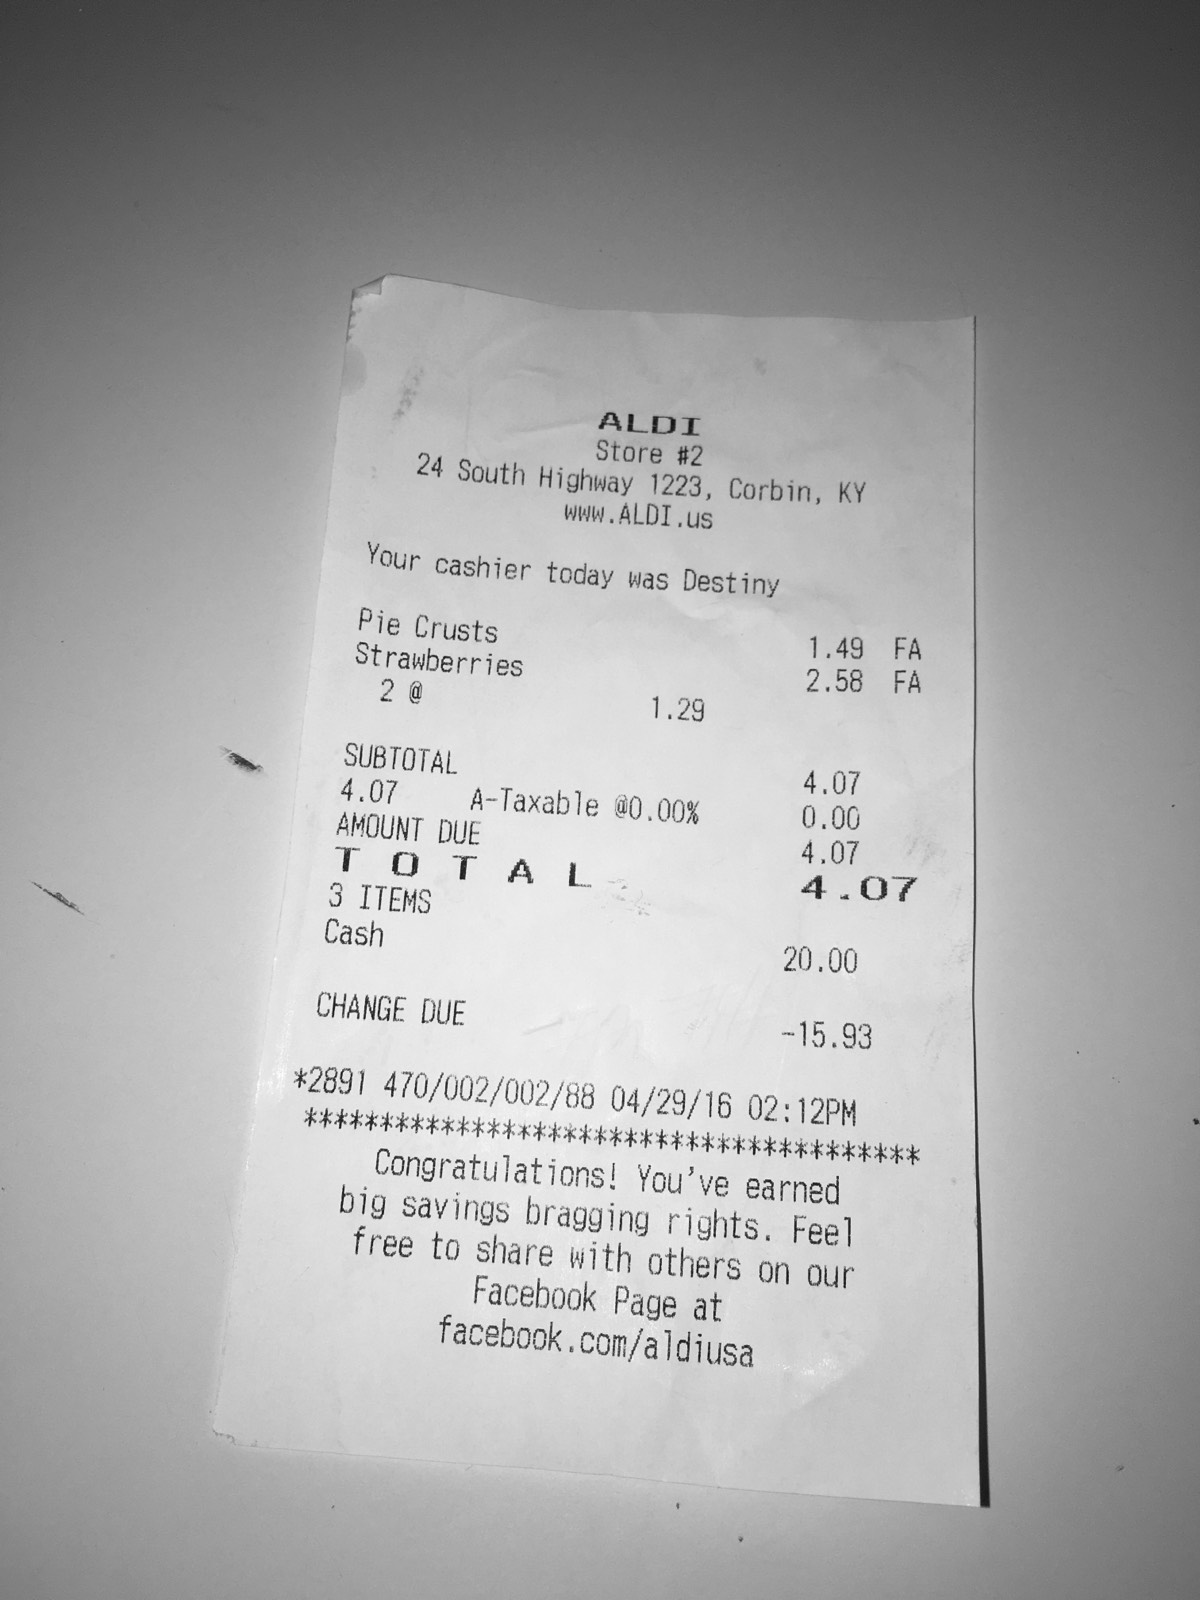 ALDI
Store #2
24 South Highway 1223, Corbin, KY
www.ALDI.us
Your cashier today was Destiny
Pie Crusts 1.49 FA
Strawberries 2.58 FA
2 @ 1.29
SUBTOTAL 4.07
4.07 A-Taxable @0.00% 0.00
AMOUNT DUE 4.07
T O T A L 4.07
3 ITEMS
Cash 20.00
CHANGE DUE -15.93
*2891 470/002/002/88 04/29/16 02:12PM
****************************************
Congratulations! You've earned
big savings bragging rights. Feel
free to share with others on our
Facebook Page at
facebook.com/aldiusa